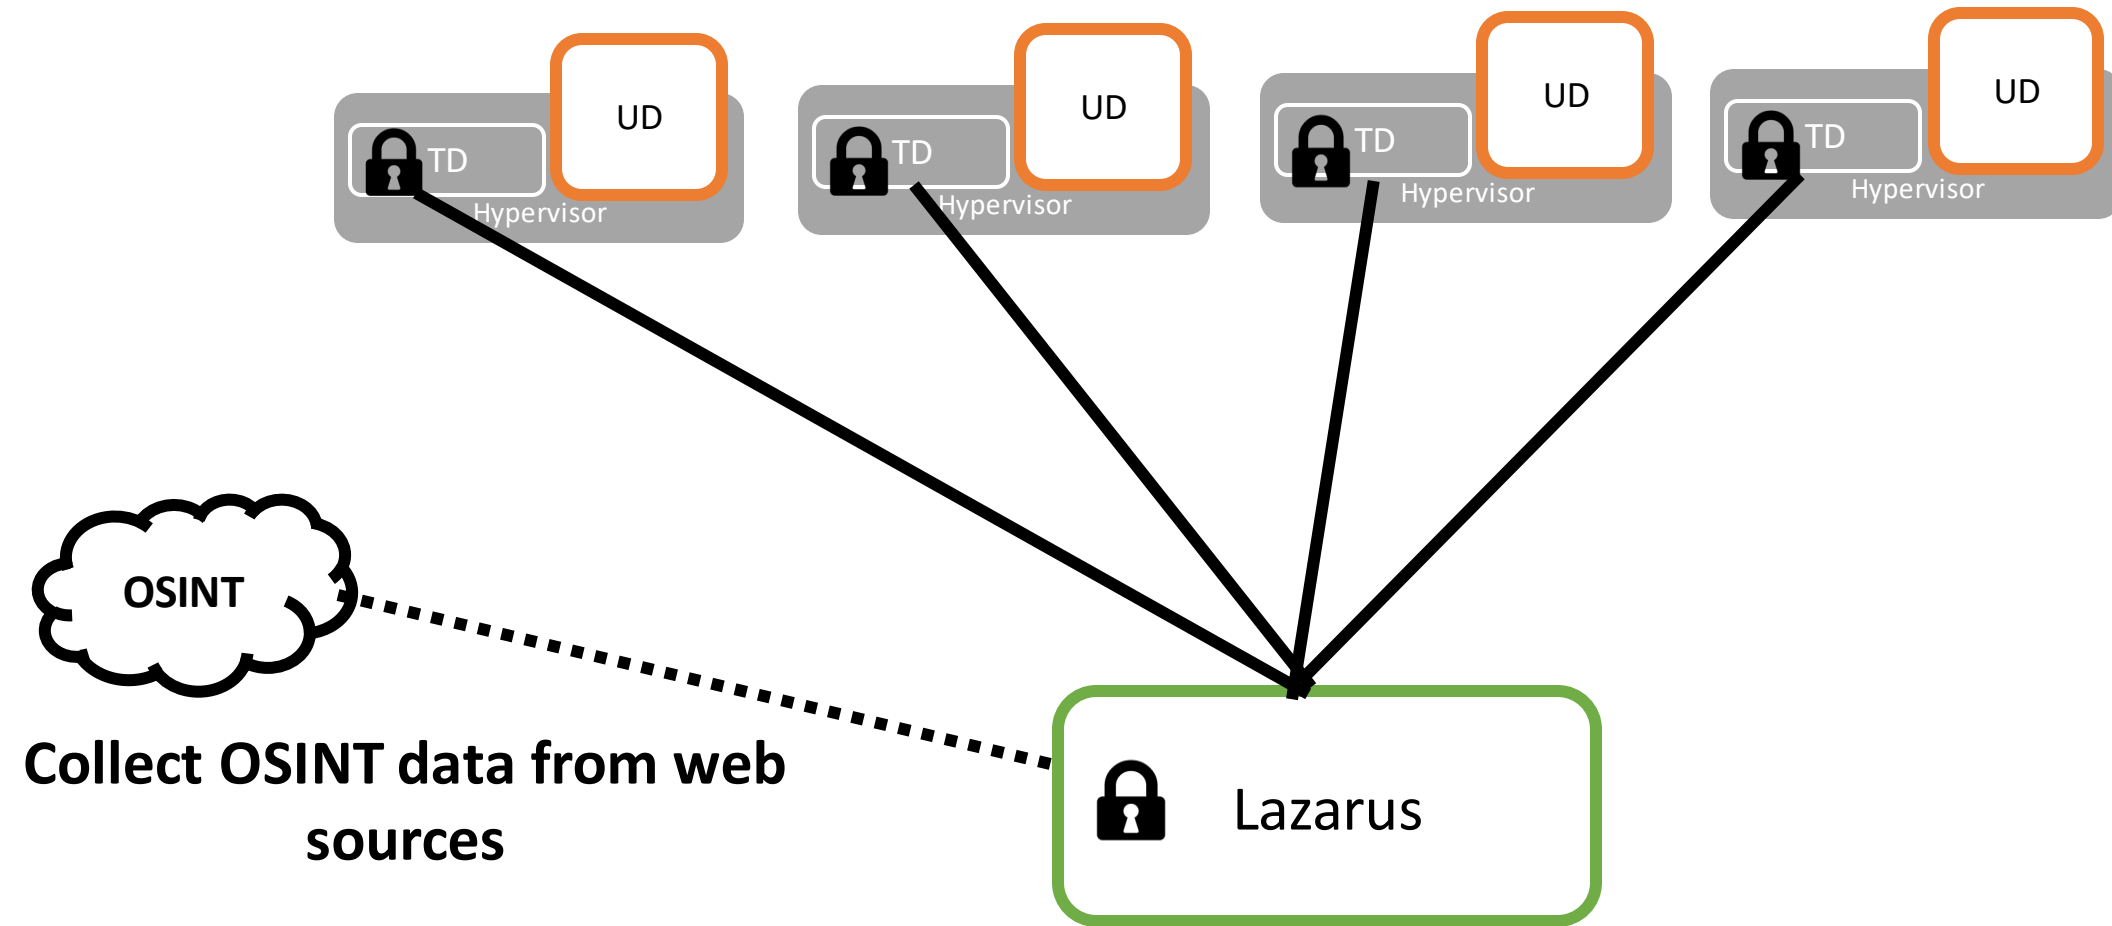 UD
TD
Hypervisor
UD
TD
Hypervisor
UD
TD
Hypervisor
UD
TD
Hypervisor
OSINT
Collect OSINT data from web
sources
Lazarus